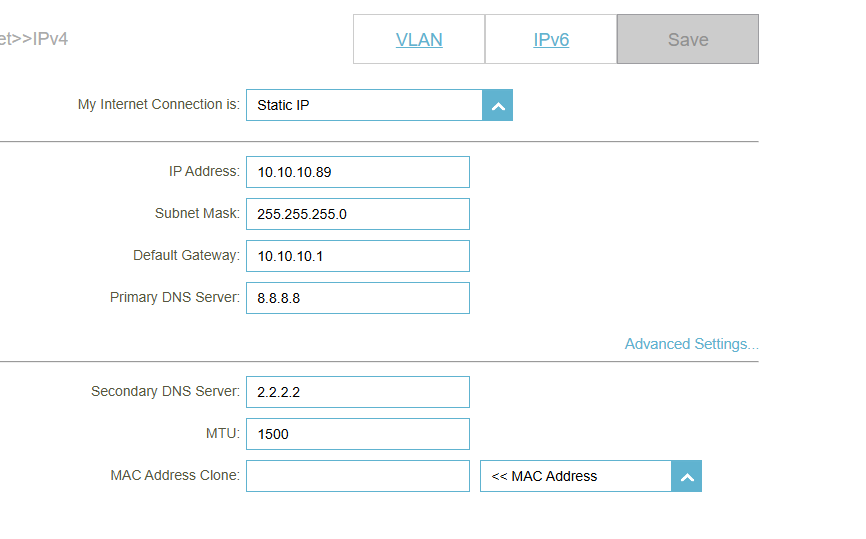 et>>IPv4
VLAN
IPv6
Save
My Internet Connection is: Static IP
IP Address: 10.10.10.89
Subnet Mask: 255.255.255.0
Default Gateway: 10.10.10.1
Primary DNS Server: 8.8.8.8
Advanced Settings...
Secondary DNS Server: 2.2.2.2
MTU: 1500
MAC Address Clone: << MAC Address